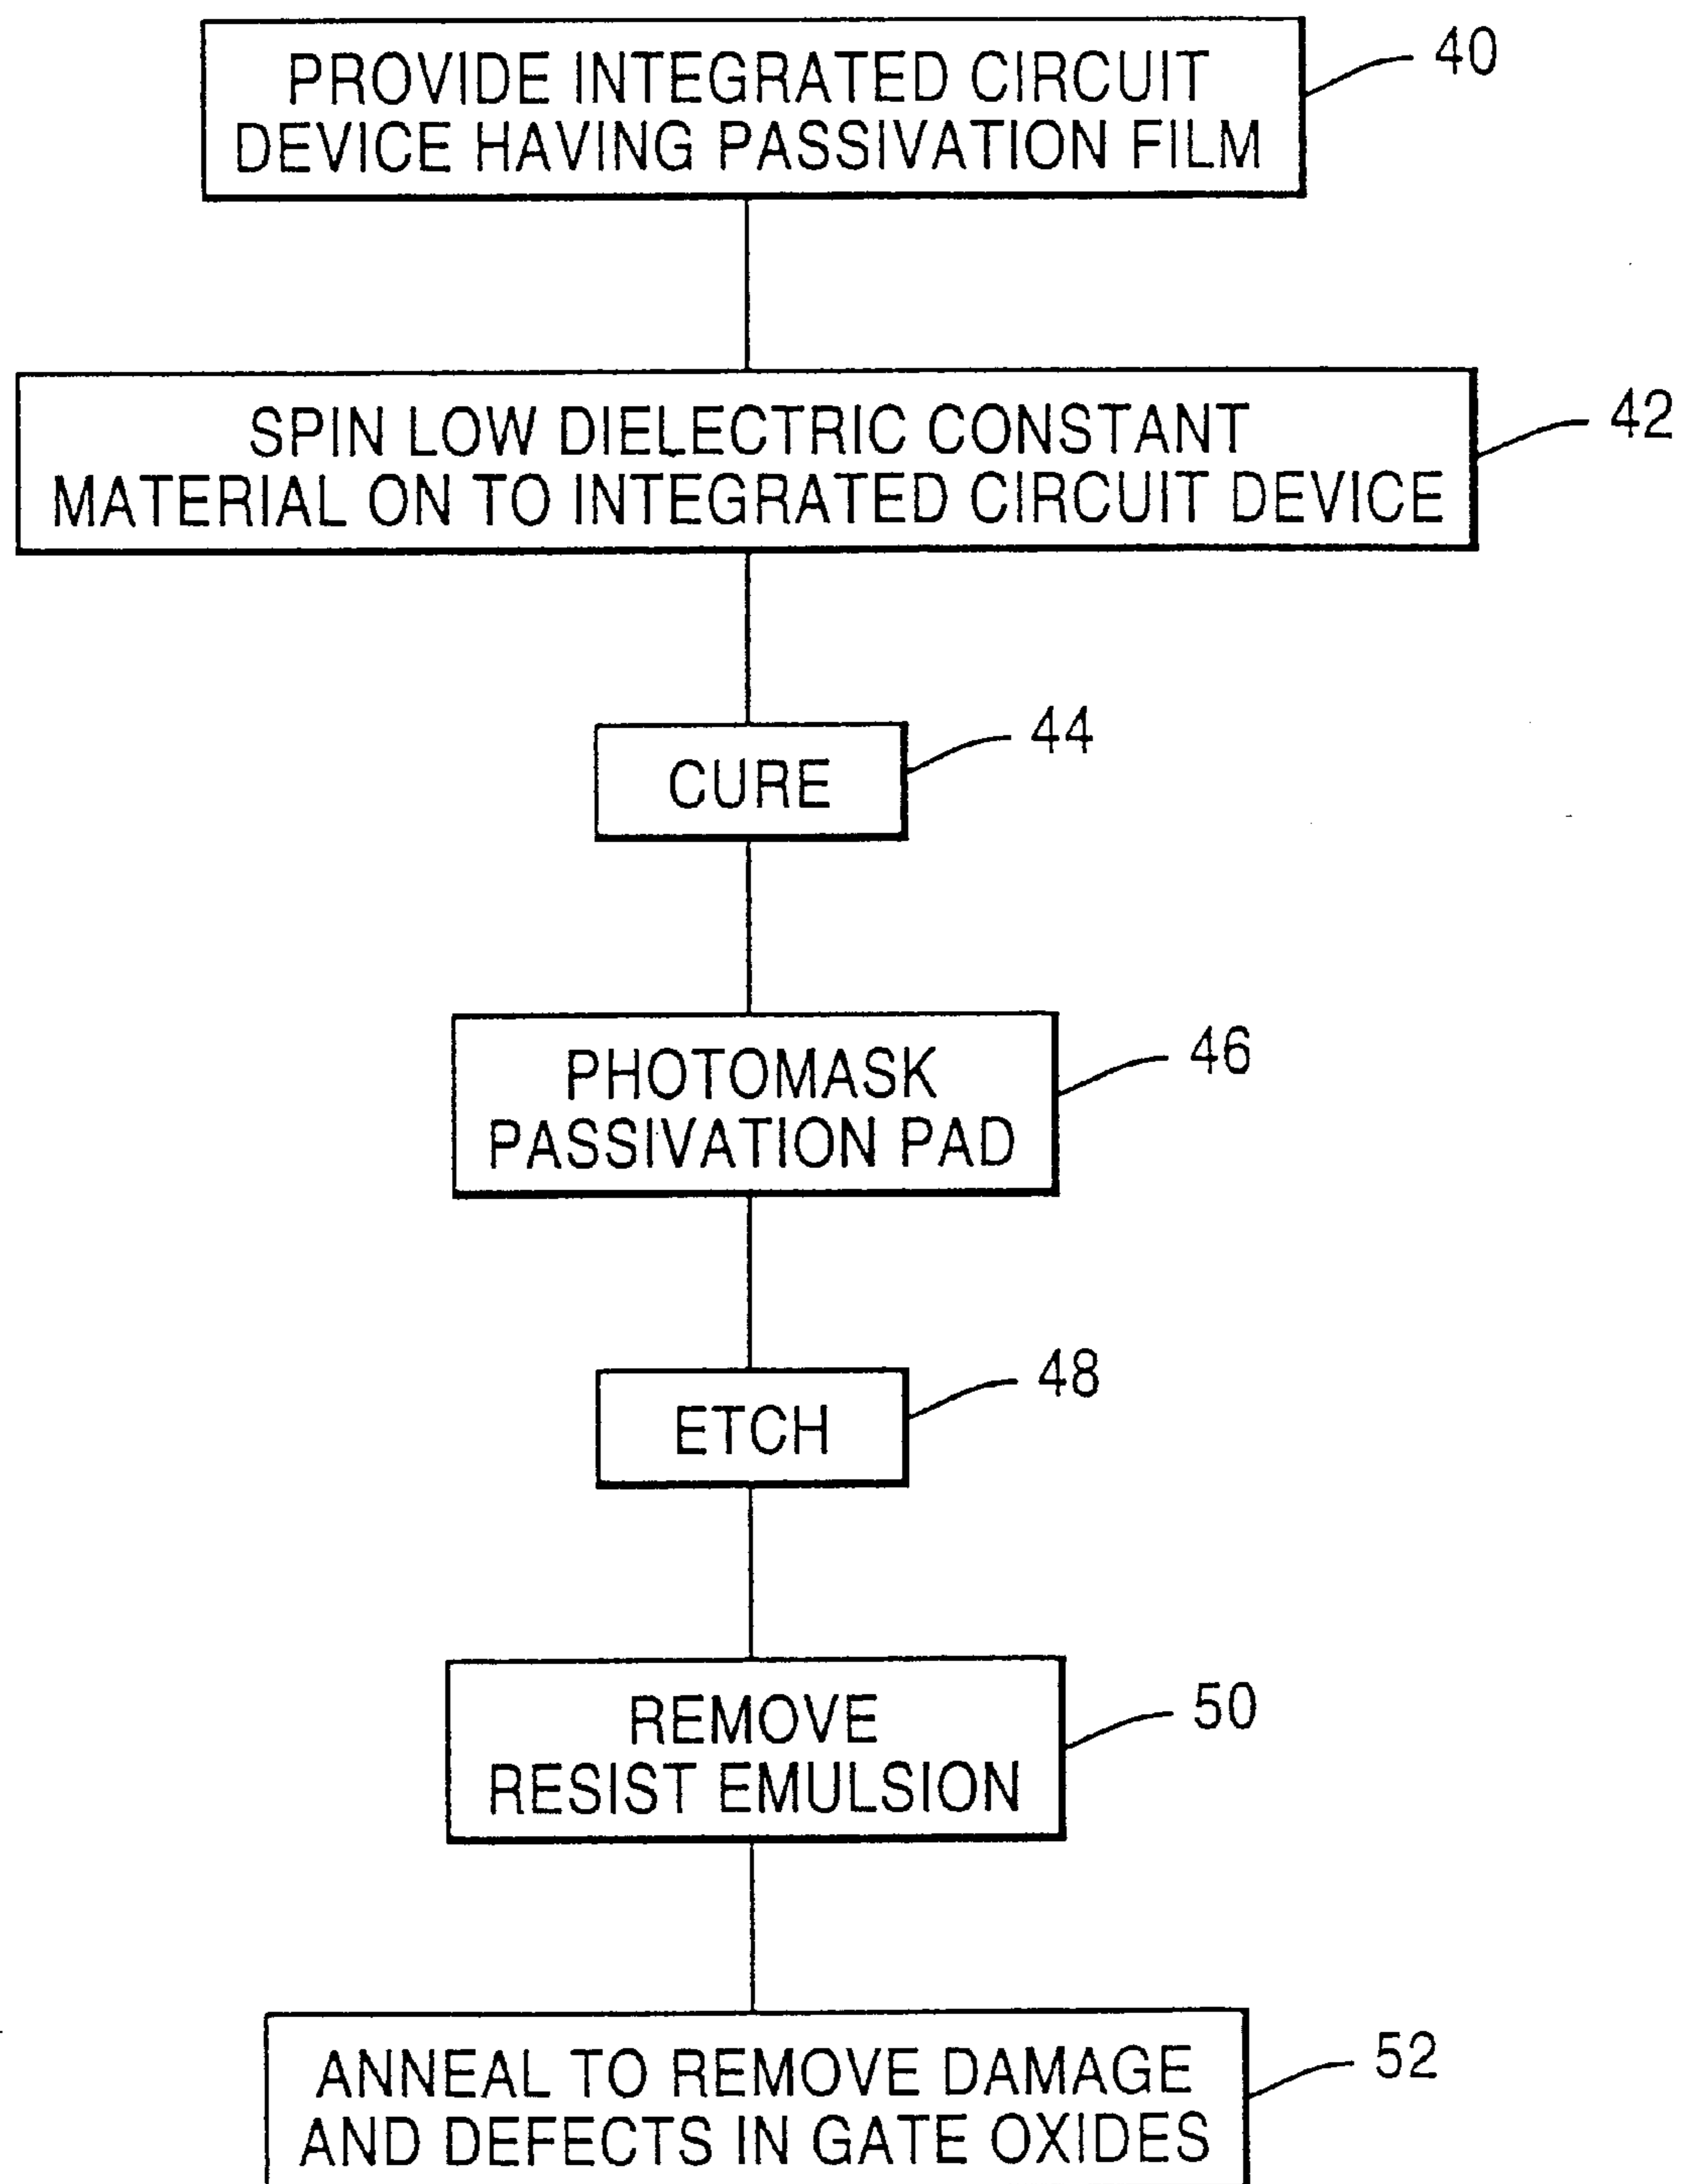 PROVIDE INTEGRATED CIRCUIT
DEVICE HAVING PASSIVATION FILM
40
SPIN LOW DIELECTRIC CONSTANT
MATERIAL ON TO INTEGRATED CIRCUIT DEVICE
42
CURE
44
PHOTOMASK
PASSIVATION PAD
46
ETCH
48
REMOVE
RESIST EMULSION
50
ANNEAL TO REMOVE DAMAGE
AND DEFECTS IN GATE OXIDES
52